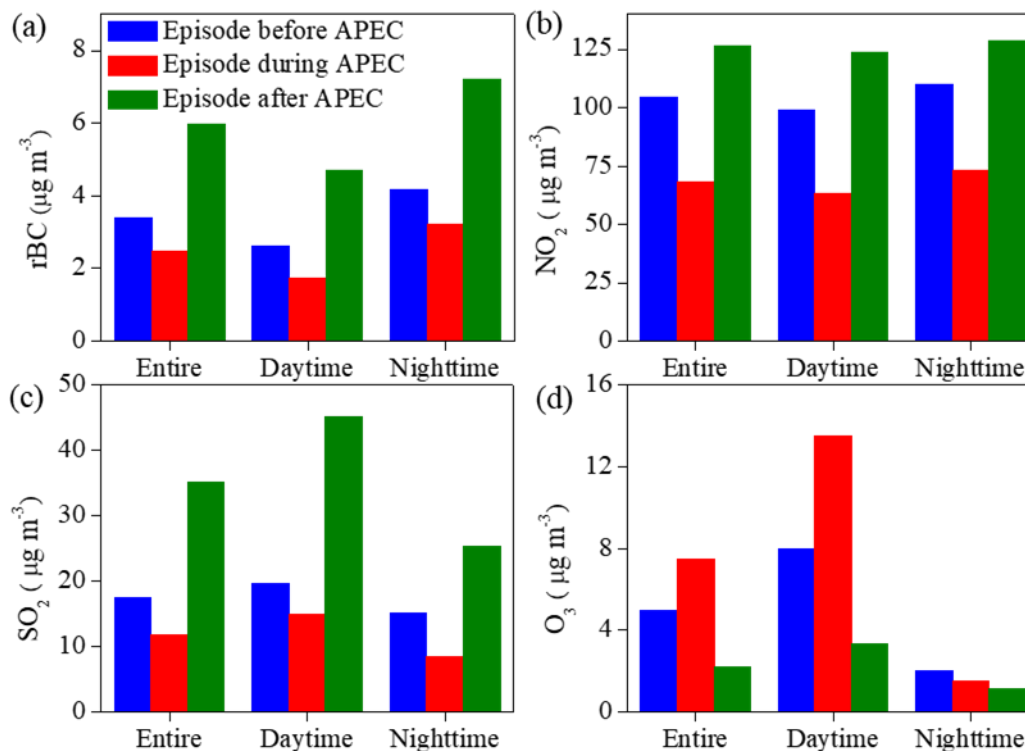 (a)
Episode before APEC
Episode during APEC
Episode after APEC
rBC (µg m⁻³)
8
6
4
2
0
Entire Daytime Nighttime
(b)
NO₂ ( µg m⁻³)
125
100
75
50
25
0
Entire Daytime Nighttime
(c)
SO₂ ( µg m⁻³)
50
40
30
20
10
0
Entire Daytime Nighttime
(d)
O₃ ( µg m⁻³)
16
12
8
4
0
Entire Daytime Nighttime